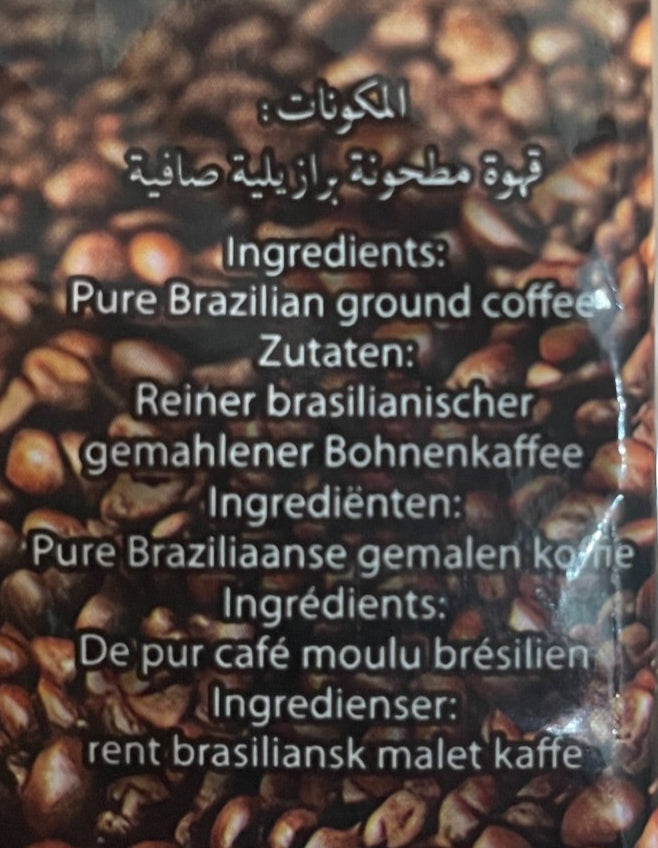 المكونات:
قهوة مطحونة برازيلية صافية
Ingredients:
Pure Brazilian ground coffee
Zutaten:
Reiner brasilianischer
gemahlener Bohnenkaffee
Ingrediënten:
Pure Braziliaanse gemalen koffie
Ingrédients:
De pur café moulu brésilien
Ingredienser:
rent brasiliansk malet kaffe